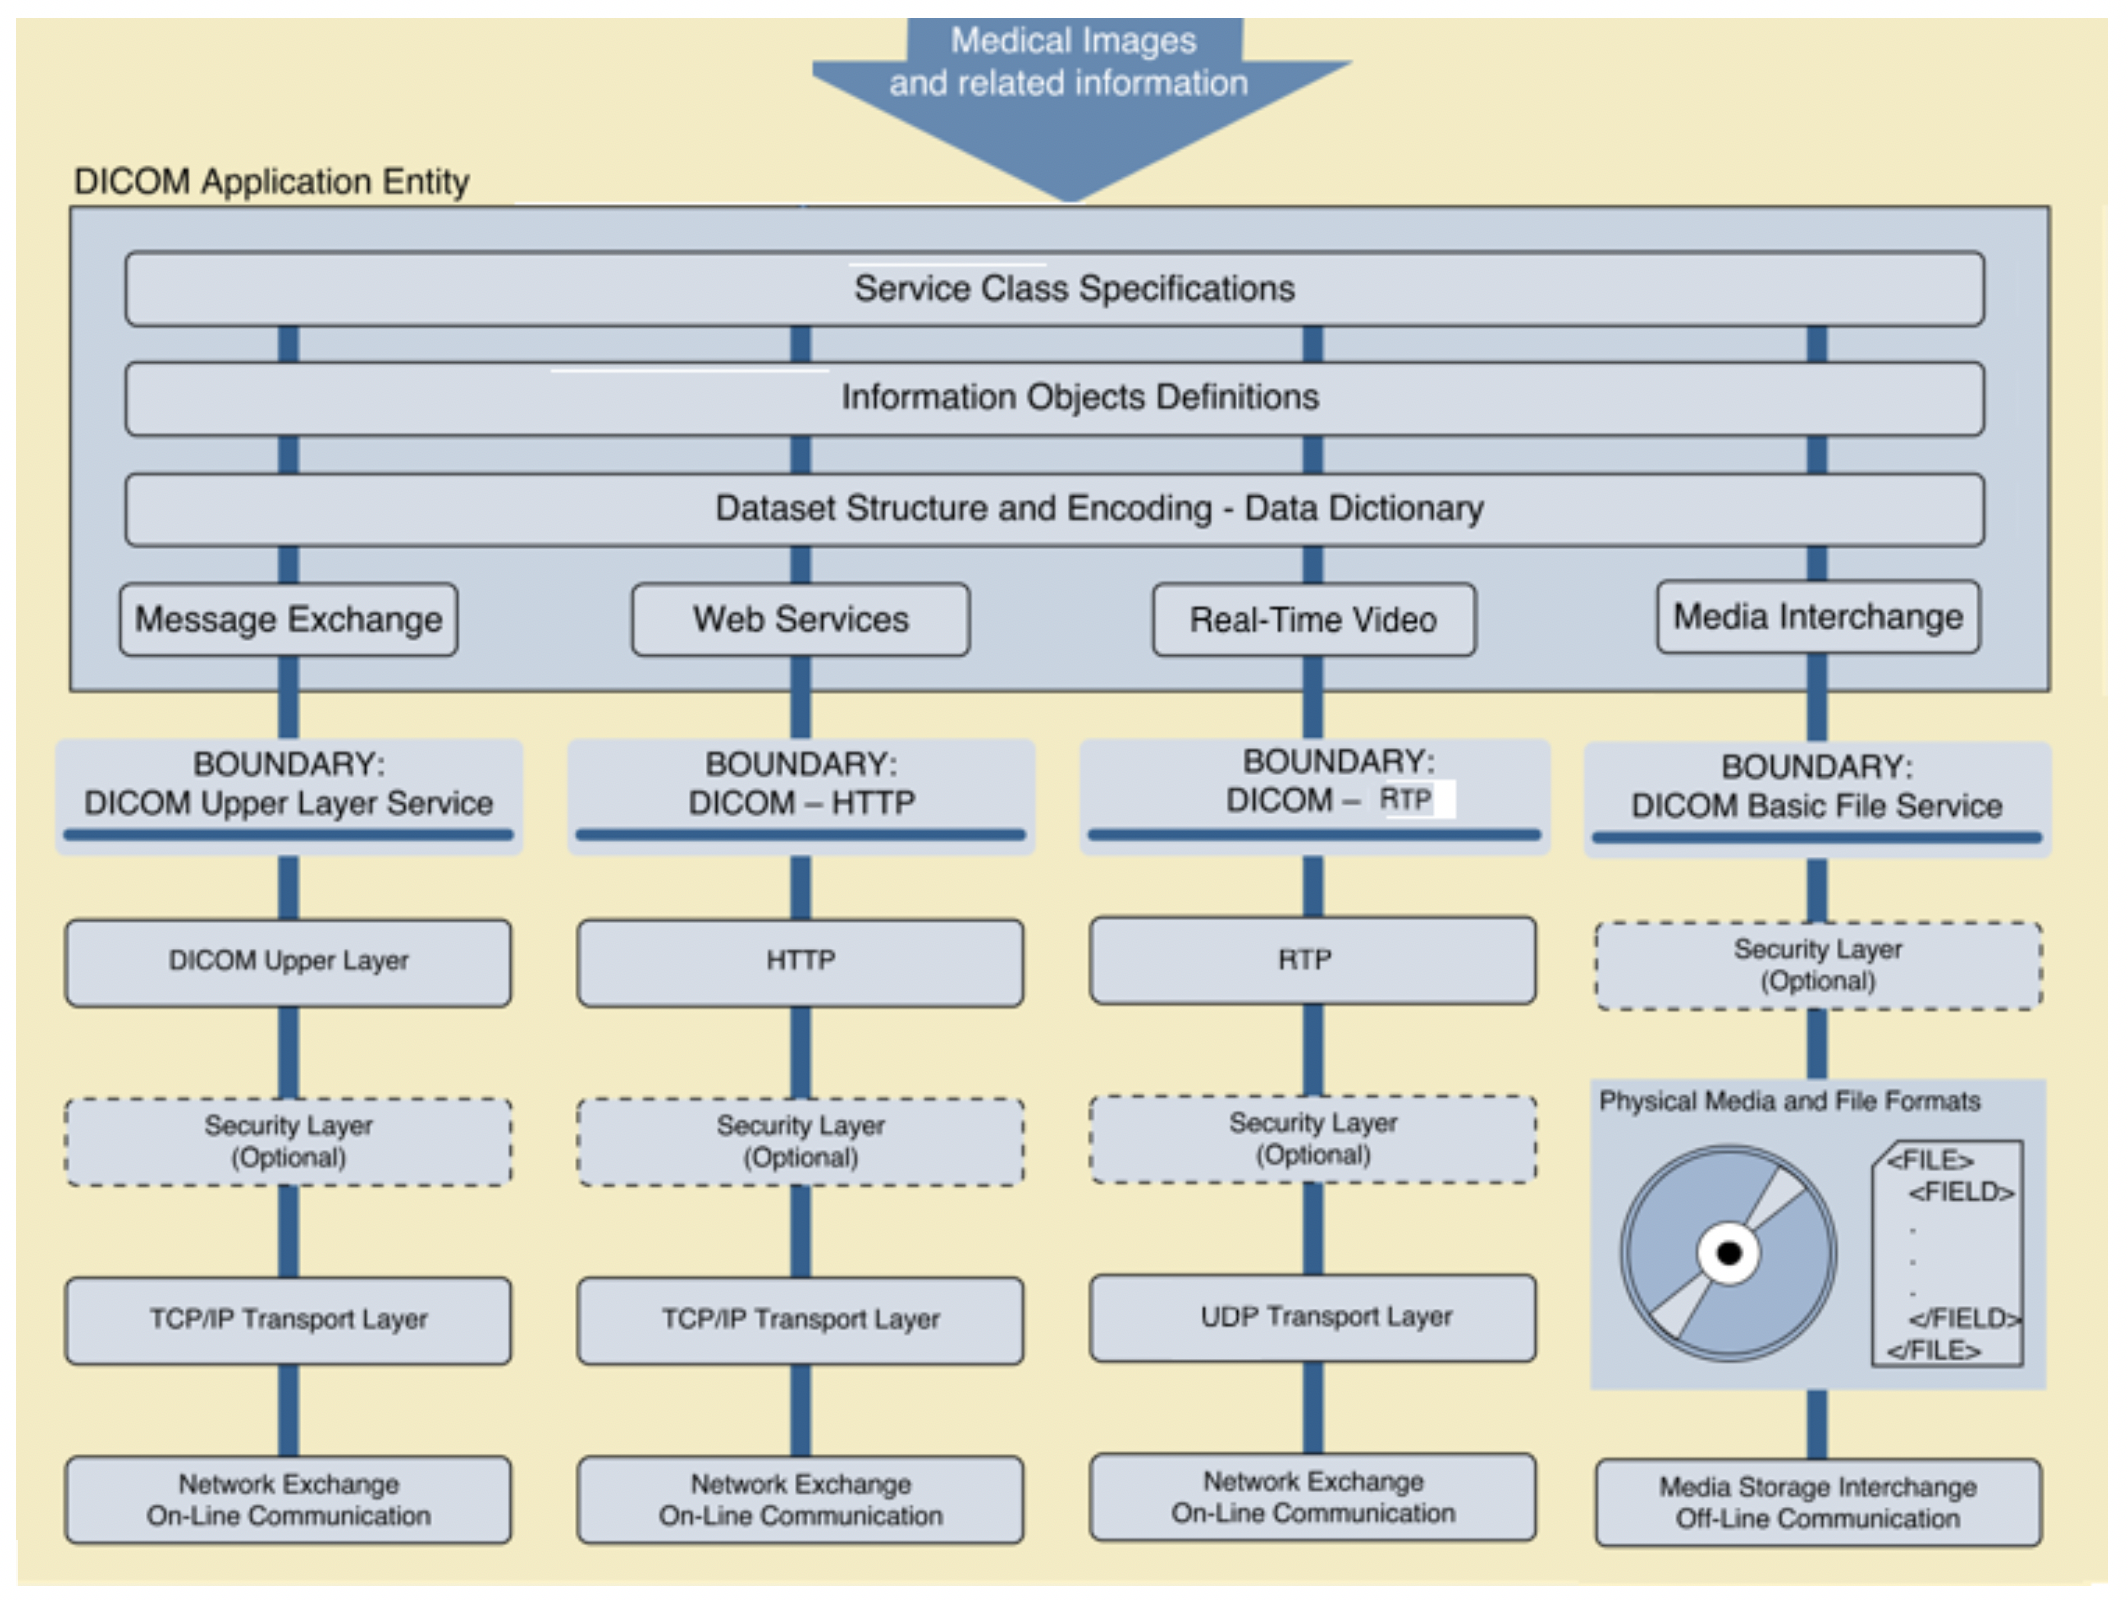 Medical Images
and related information
DICOM Application Entity
Service Class Specifications
Information Objects Definitions
Dataset Structure and Encoding - Data Dictionary
Message Exchange
Web Services
Real-Time Video
Media Interchange
BOUNDARY:
DICOM Upper Layer Service
BOUNDARY:
DICOM – HTTP
BOUNDARY:
DICOM – RTP
BOUNDARY:
DICOM Basic File Service
DICOM Upper Layer
HTTP
RTP
Security Layer
(Optional)
Security Layer
(Optional)
Security Layer
(Optional)
Security Layer
(Optional)
Physical Media and File Formats
<FILE>
<FIELD>
.
.
.
</FIELD>
</FILE>
TCP/IP Transport Layer
TCP/IP Transport Layer
UDP Transport Layer
Network Exchange
On-Line Communication
Network Exchange
On-Line Communication
Network Exchange
On-Line Communication
Media Storage Interchange
Off-Line Communication